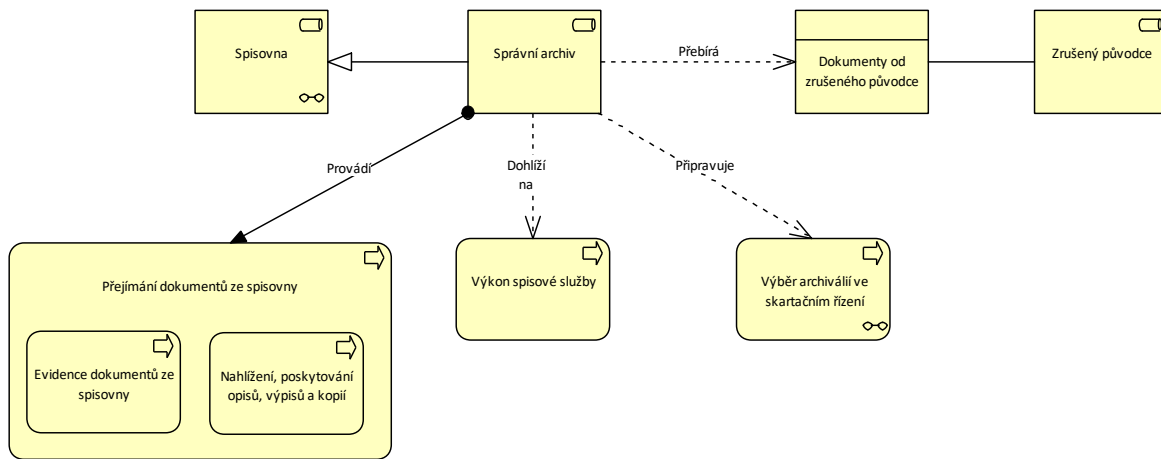 Spisovna
Správní archiv
Přebírá
Dokumenty od
zrušeného původce
Zrušený původce
Provádí
Dohlíží
na
Připravuje
Přejímání dokumentů ze spisovny
Evidence dokumentů ze
spisovny
Nahlížení, poskytování
opisů, výpisů a kopií
Výkon spisové služby
Výběr archiválií ve
skartačním řízení